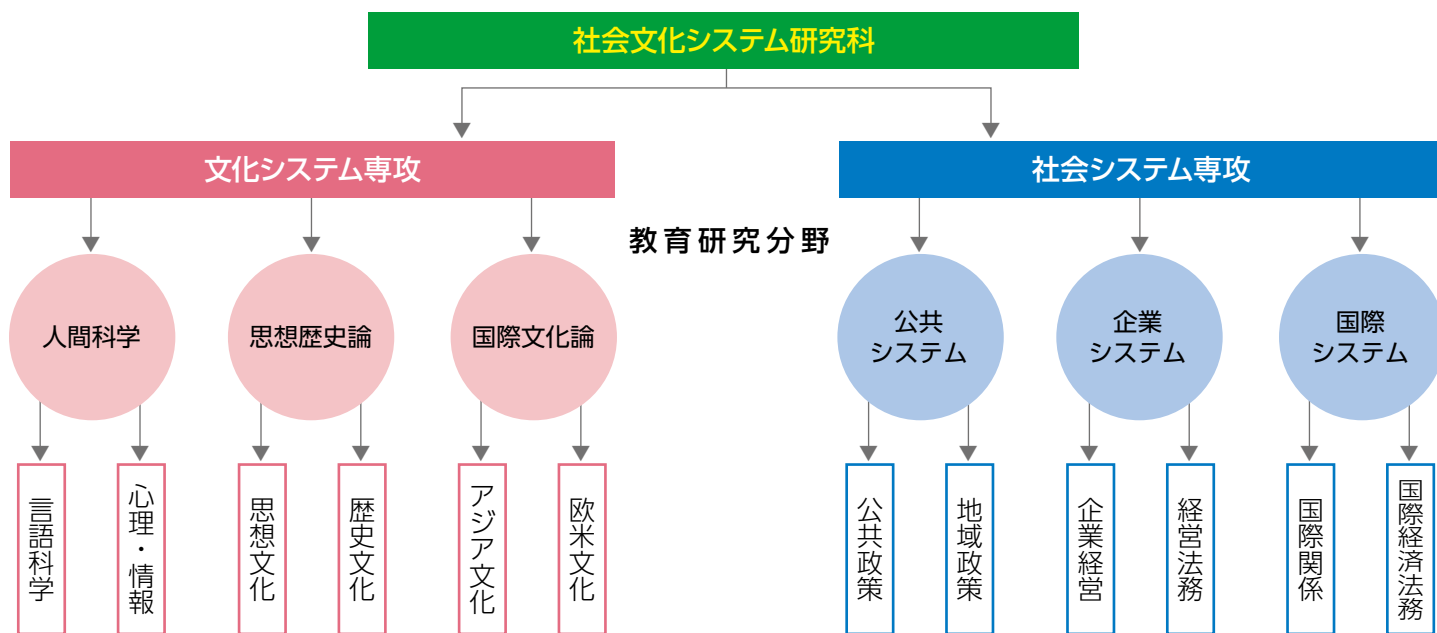 社会文化システム研究科
文化システム専攻
社会システム専攻
教育研究分野
人間科学
思想歴史論
国際文化論
公共
システム
企業
システム
国際
システム
言語科学
心理・情報
思想文化
歴史文化
アジア文化
欧米文化
公共政策
地域政策
企業経営
経営法務
国際関係
国際経済法務